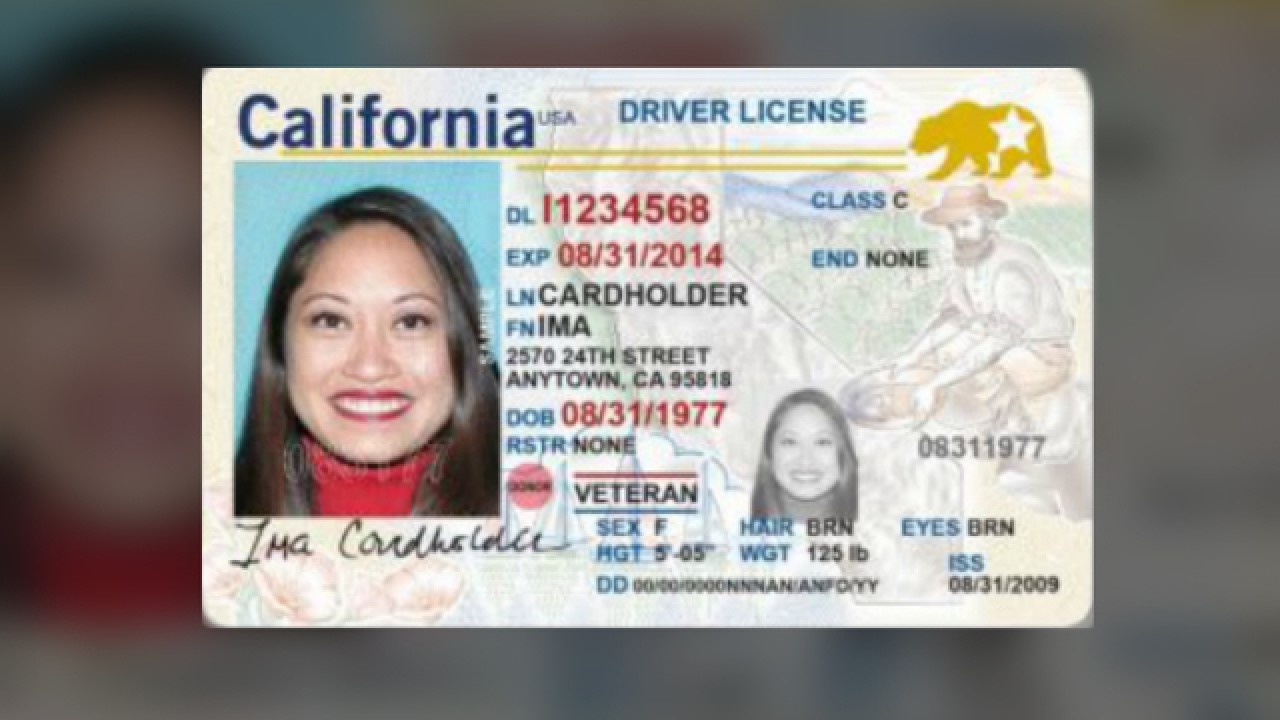 California USA DRIVER LICENSE
DL I1234568
CLASS C
EXP 08/31/2014
END NONE
LN CARDHOLDER
FN IMA
2570 24TH STREET
ANYTOWN, CA 95818
DOB 08/31/1977
RSTR NONE
08311977
DONOR
VETERAN
Ima Cardholder
SEX F HAIR BRN EYES BRN
HGT 5'-05" WGT 125 lb
ISS
DD 00/00/0000NNNAN/ANFD/YY 08/31/2009